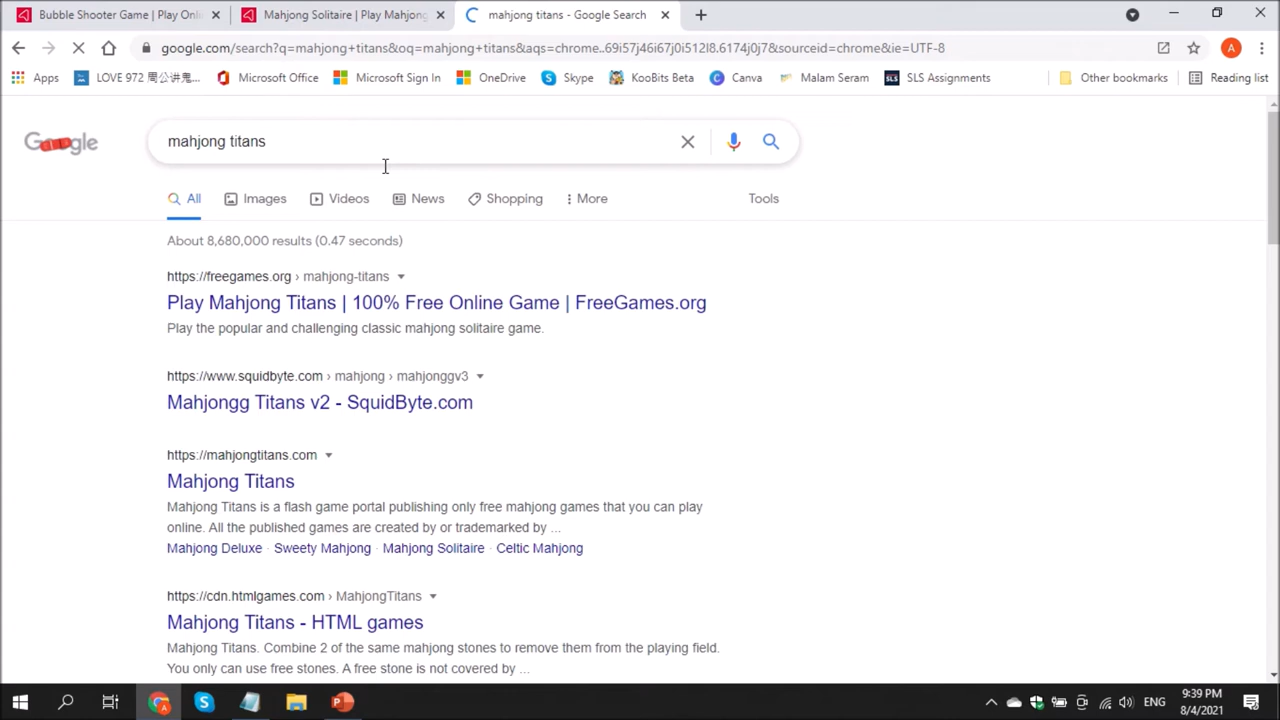 Bubble Shooter Game | Play Onli
Mahjong Solitaire | Play Mahjong
mahjong titans - Google Search
google.com/search?q=mahjong+titans&oq=mahjong+titans&aqs=chrome..69i57j46i67j0i512l8.6174j0j7&sourceid=chrome&ie=UTF-8
A
Apps
LOVE 972 周公讲鬼...
Microsoft Office
Microsoft Sign In
OneDrive
Skype
KooBits Beta
Canva
Malam Seram
SLS
SLS Assignments
Other bookmarks
Reading list
Google
mahjong titans
All
Images
Videos
News
Shopping
More
Tools
About 8,680,000 results (0.47 seconds)
https://freegames.org › mahjong-titans
Play Mahjong Titans | 100% Free Online Game | FreeGames.org
Play the popular and challenging classic mahjong solitaire game.
https://www.squidbyte.com › mahjong › mahjonggv3
Mahjongg Titans v2 - SquidByte.com
https://mahjongtitans.com
Mahjong Titans
Mahjong Titans is a flash game portal publishing only free mahjong games that you can play
online. All the published games are created by or trademarked by ...
Mahjong Deluxe · Sweety Mahjong · Mahjong Solitaire · Celtic Mahjong
https://cdn.htmlgames.com › MahjongTitans
Mahjong Titans - HTML games
Mahjong Titans. Combine 2 of the same mahjong stones to remove them from the playing field.
You only can use free stones. A free stone is not covered by ...
ENG
9:39 PM
8/4/2021